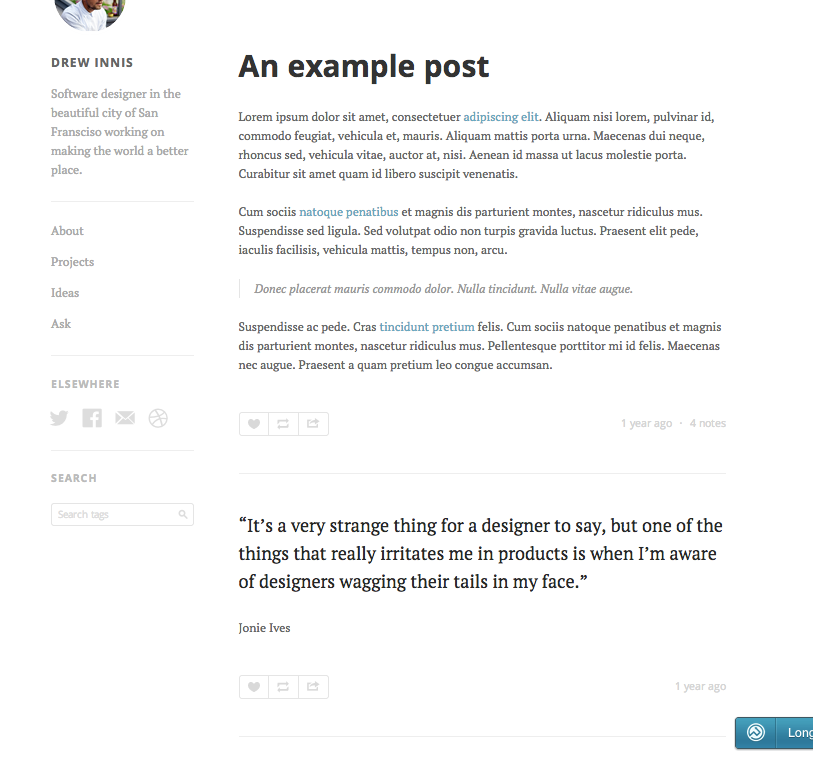 DREW INNIS
Software designer in the
beautiful city of San
Fransciso working on
making the world a better
place.
About
Projects
Ideas
Ask
ELSEWHERE
SEARCH
Search tags
An example post
Lorem ipsum dolor sit amet, consectetuer adipiscing elit. Aliquam nisi lorem, pulvinar id,
commodo feugiat, vehicula et, mauris. Aliquam mattis porta urna. Maecenas dui neque,
rhoncus sed, vehicula vitae, auctor at, nisi. Aenean id massa ut lacus molestie porta.
Curabitur sit amet quam id libero suscipit venenatis.
Cum sociis natoque penatibus et magnis dis parturient montes, nascetur ridiculus mus.
Suspendisse sed ligula. Sed volutpat odio non turpis gravida luctus. Praesent elit pede,
iaculis facilisis, vehicula mattis, tempus non, arcu.
Donec placerat mauris commodo dolor. Nulla tincidunt. Nulla vitae augue.
Suspendisse ac pede. Cras tincidunt pretium felis. Cum sociis natoque penatibus et magnis
dis parturient montes, nascetur ridiculus mus. Pellentesque porttitor mi id felis. Maecenas
nec augue. Praesent a quam pretium leo congue accumsan.
1 year ago · 4 notes
“It’s a very strange thing for a designer to say, but one of the
things that really irritates me in products is when I’m aware
of designers wagging their tails in my face.”
Jonie Ives
1 year ago
Long